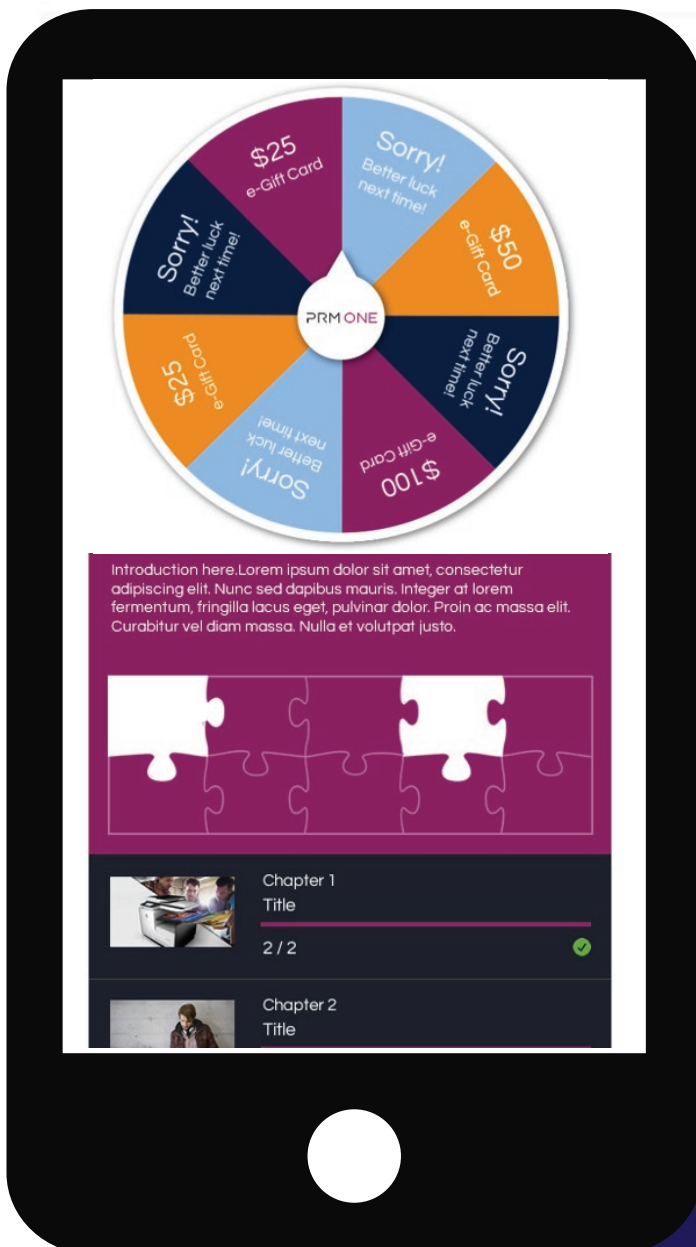 $25
e-Gift Card
Sorry!
Better luck
next time!
$50
e-Gift Card
Sorry!
Better luck
next time!
$100
e-Gift Card
Sorry!
Better luck
next time!
$25
e-Gift Card
Sorry!
Better luck
next time!
PRM ONE
Introduction here.Lorem ipsum dolor sit amet, consectetur
adipiscing elit. Nunc sed dapibus mauris. Integer at lorem
fermentum, fringilla lacus eget, pulvinar dolor. Proin ac massa elit.
Curabitur vel diam massa. Nulla et volutpat justo.
Chapter 1
Title
2 / 2
Chapter 2
Title